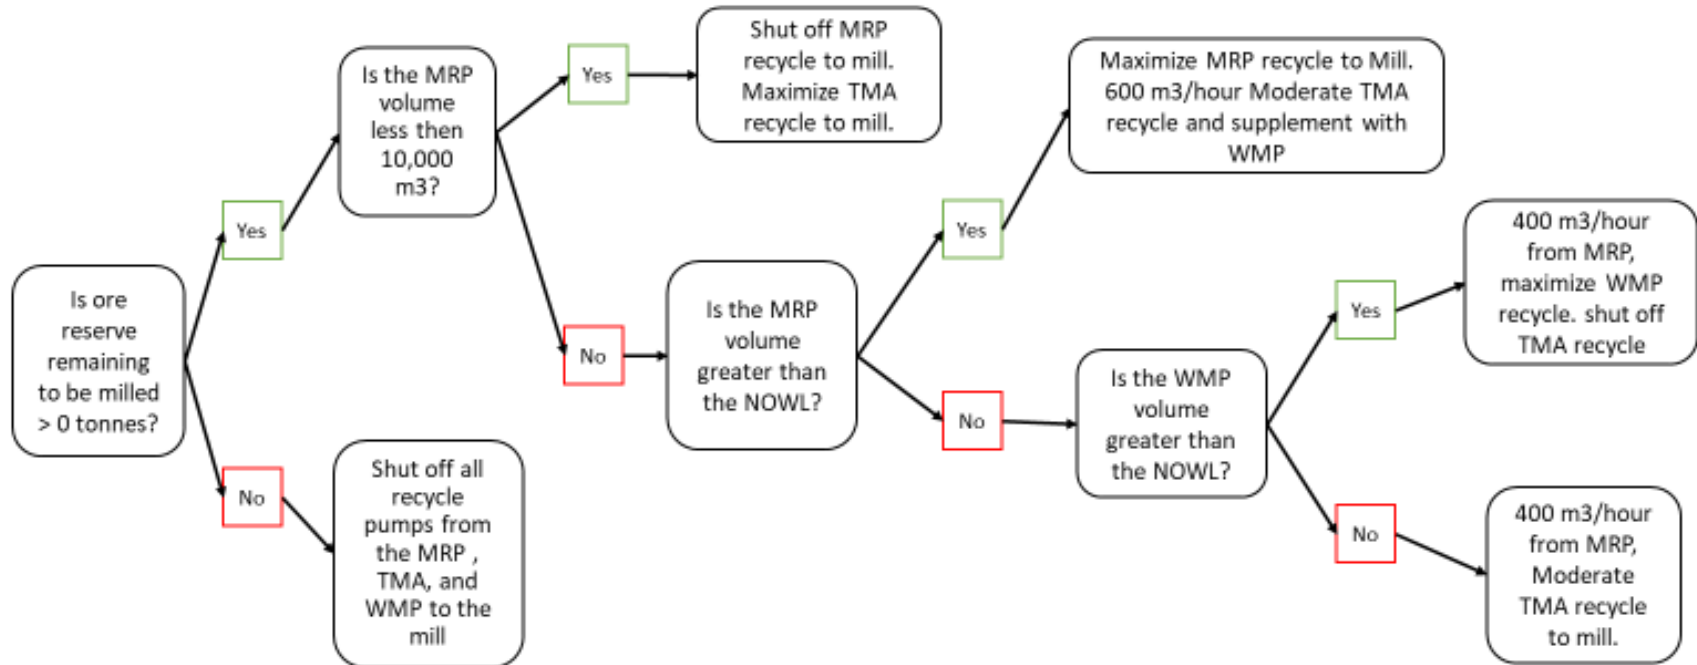 Is ore
reserve
remaining
to be milled
> 0 tonnes?
Yes
No
Is the MRP
volume
less then
10,000
m3?
Shut off all
recycle
pumps from
the MRP ,
TMA, and
WMP to the
mill
Yes
No
Shut off MRP
recycle to mill.
Maximize TMA
recycle to mill.
Is the MRP
volume
greater than
the NOWL?
Yes
No
Maximize MRP recycle to Mill.
600 m3/hour Moderate TMA
recycle and supplement with
WMP
Is the WMP
volume
greater than
the NOWL?
Yes
No
400 m3/hour
from MRP,
maximize WMP
recycle. shut off
TMA recycle
400 m3/hour
from MRP,
Moderate
TMA recycle
to mill.